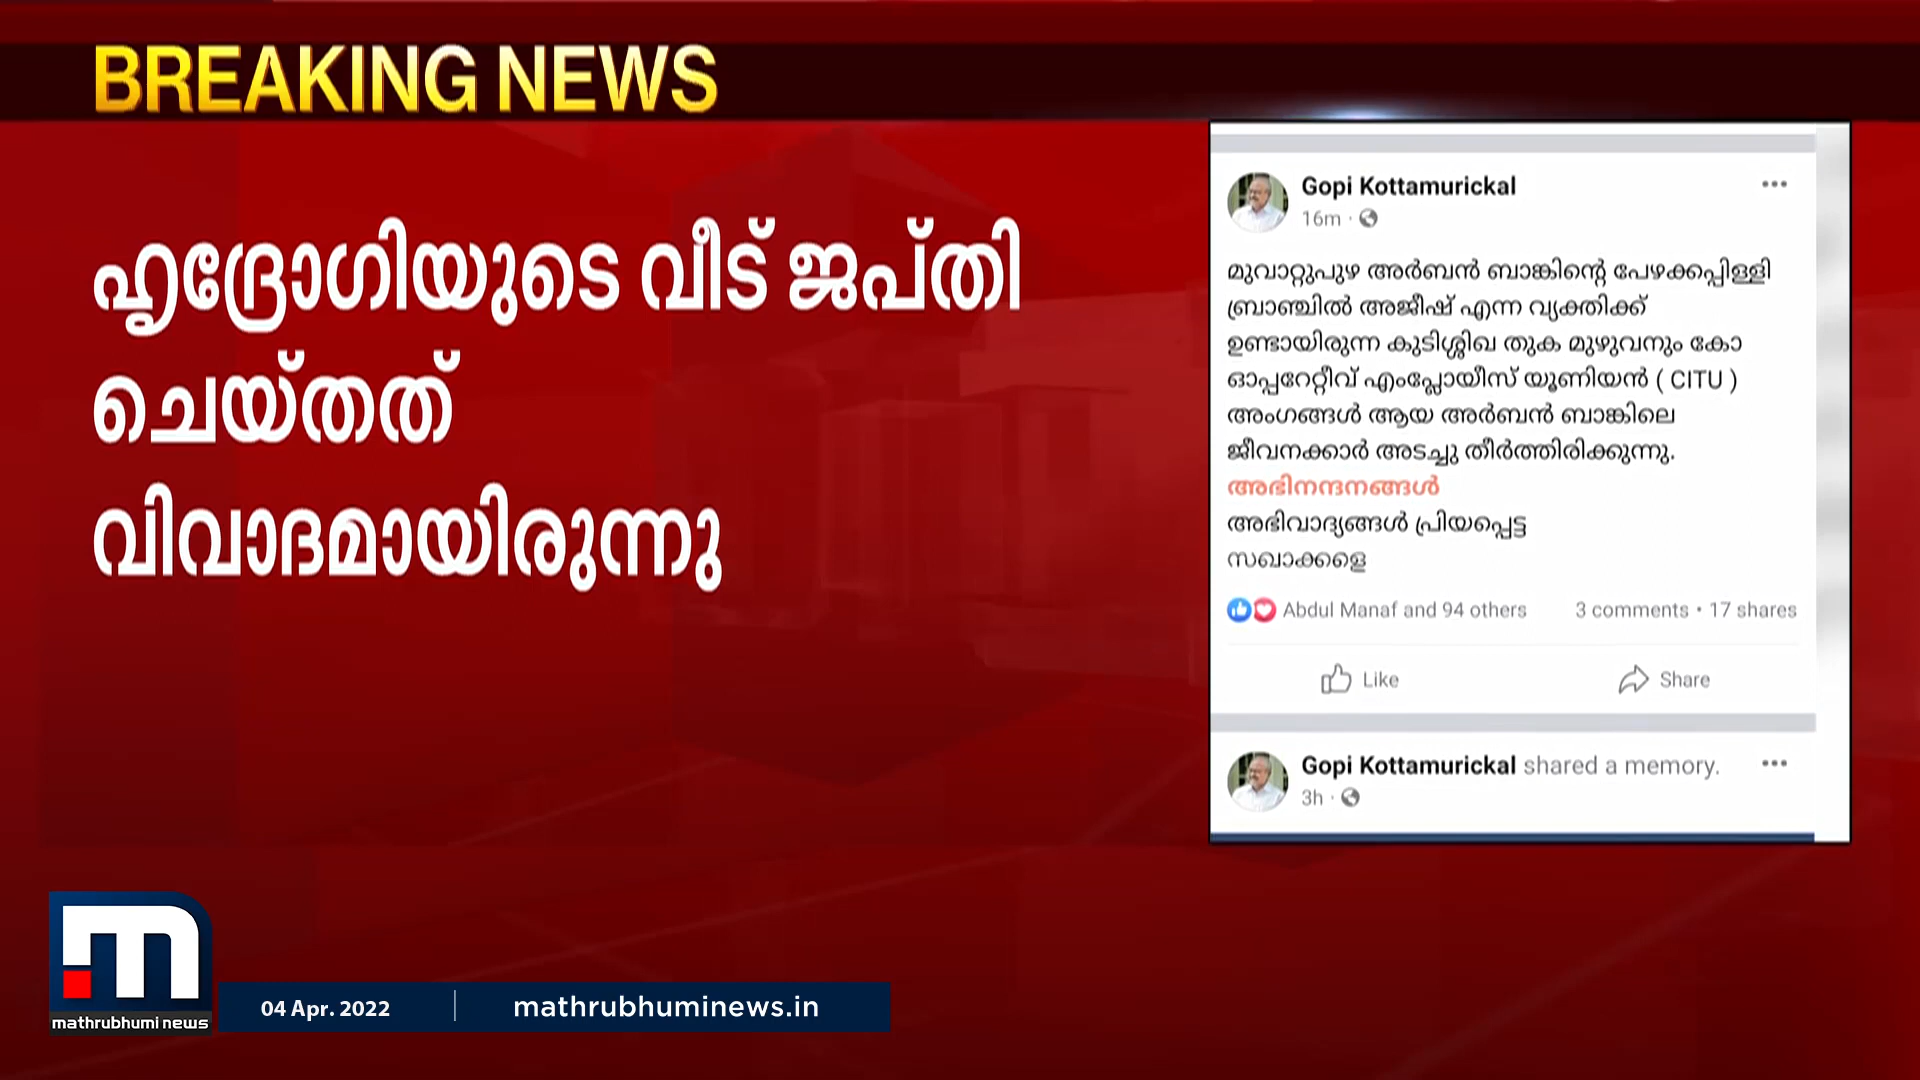 BREAKING NEWS
ഹൃദ്രോഗിയുടെ വീട് ജപ്തി
ചെയ്തത്
വിവാദമായിരുന്നു
Gopi Kottamurickal
16m ·
മുവാറ്റുപുഴ അർബൻ ബാങ്കിന്റെ പേഴക്കപ്പിള്ളി
ബ്രാഞ്ചിൽ അജീഷ് എന്ന വ്യക്തിക്ക്
ഉണ്ടായിരുന്ന കുടിശ്ശിഖ തുക മുഴുവനും കോ
ഓപ്പറേറ്റീവ് എംപ്ലോയീസ് യൂണിയൻ ( CITU )
അംഗങ്ങൾ ആയ അർബൻ ബാങ്കിലെ
ജീവനക്കാർ അടച്ചു തീർത്തിരിക്കുന്നു.
അഭിനന്ദനങ്ങൾ
അഭിവാദ്യങ്ങൾ പ്രിയപ്പെട്ട
സഖാക്കളെ
Abdul Manaf and 94 others 3 comments • 17 shares
Like Share
Gopi Kottamurickal shared a memory.
3h ·
mathrubhumi news
04 Apr. 2022 mathrubhuminews.in